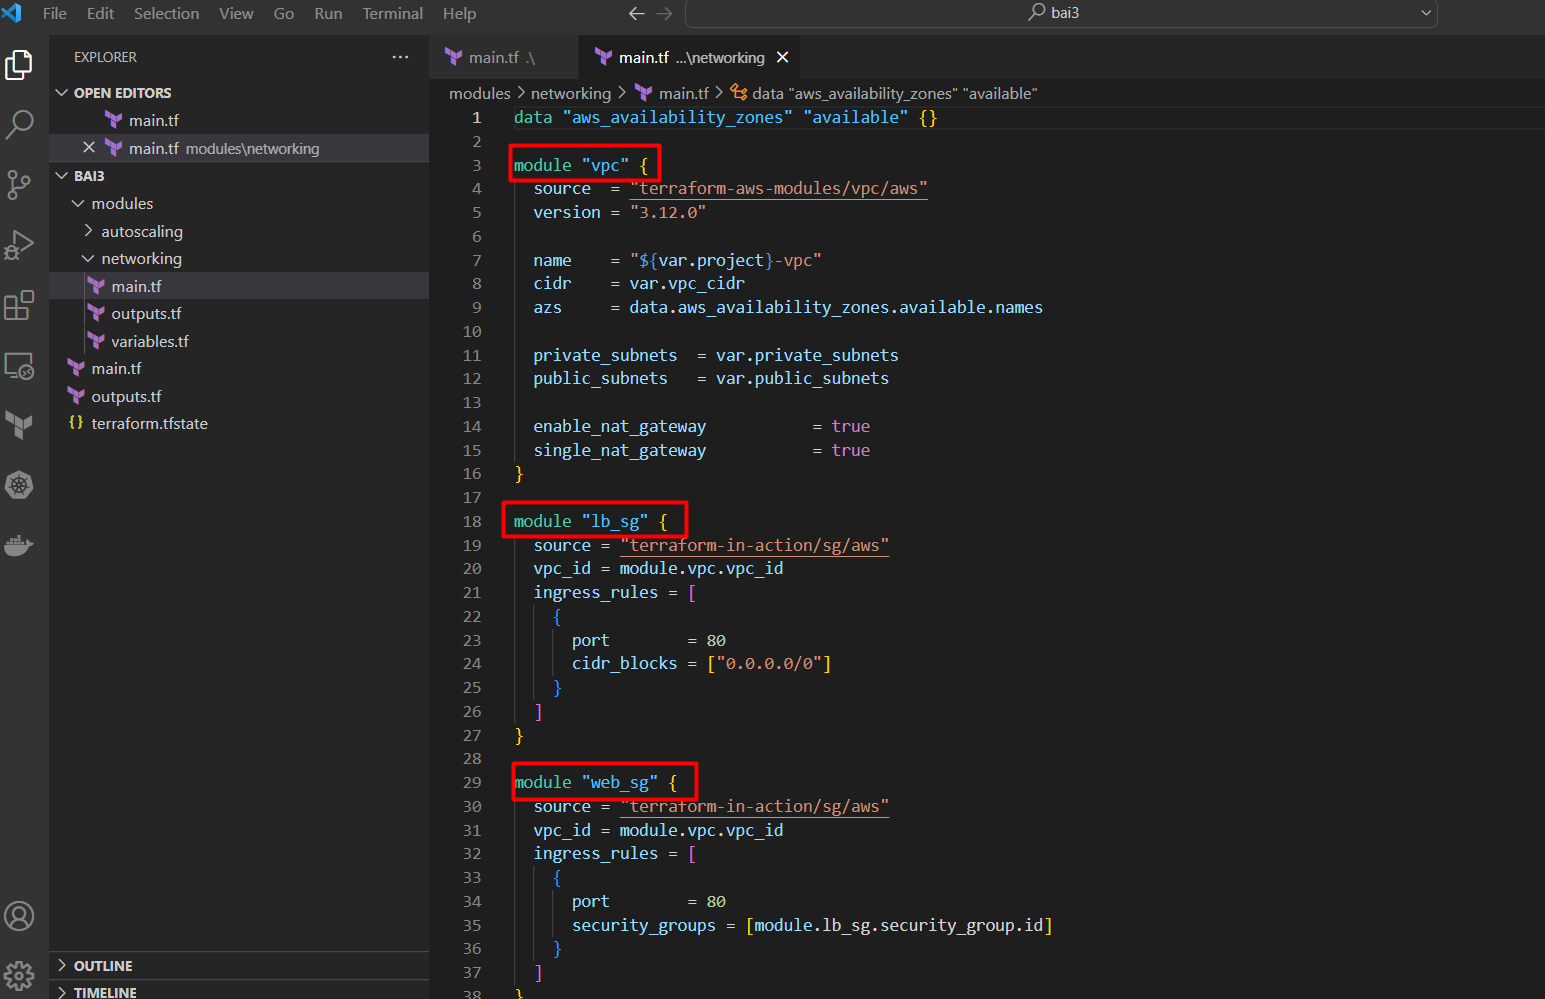 File Edit Selection View Go Run Terminal Help
bai3
EXPLORER
OPEN EDITORS
main.tf
main.tf modules\networking
BAI3
modules
autoscaling
networking
main.tf
outputs.tf
variables.tf
main.tf
outputs.tf
terraform.tfstate
OUTLINE
TIMELINE
main.tf .\
main.tf ...\networking
modules > networking > main.tf > data "aws_availability_zones" "available"
1 data "aws_availability_zones" "available" {}
2
3 module "vpc" {
4   source  = "terraform-aws-modules/vpc/aws"
5   version = "3.12.0"
6
7   name    = "${var.project}-vpc"
8   cidr    = var.vpc_cidr
9   azs     = data.aws_availability_zones.available.names
10
11   private_subnets  = var.private_subnets
12   public_subnets   = var.public_subnets
13
14   enable_nat_gateway           = true
15   single_nat_gateway           = true
16 }
17
18 module "lb_sg" {
19   source = "terraform-in-action/sg/aws"
20   vpc_id = module.vpc.vpc_id
21   ingress_rules = [
22     {
23       port        = 80
24       cidr_blocks = ["0.0.0.0/0"]
25     }
26   ]
27 }
28
29 module "web_sg" {
30   source = "terraform-in-action/sg/aws"
31   vpc_id = module.vpc.vpc_id
32   ingress_rules = [
33     {
34       port        = 80
35       security_groups = [module.lb_sg.security_group.id]
36     }
37   ]
38 }